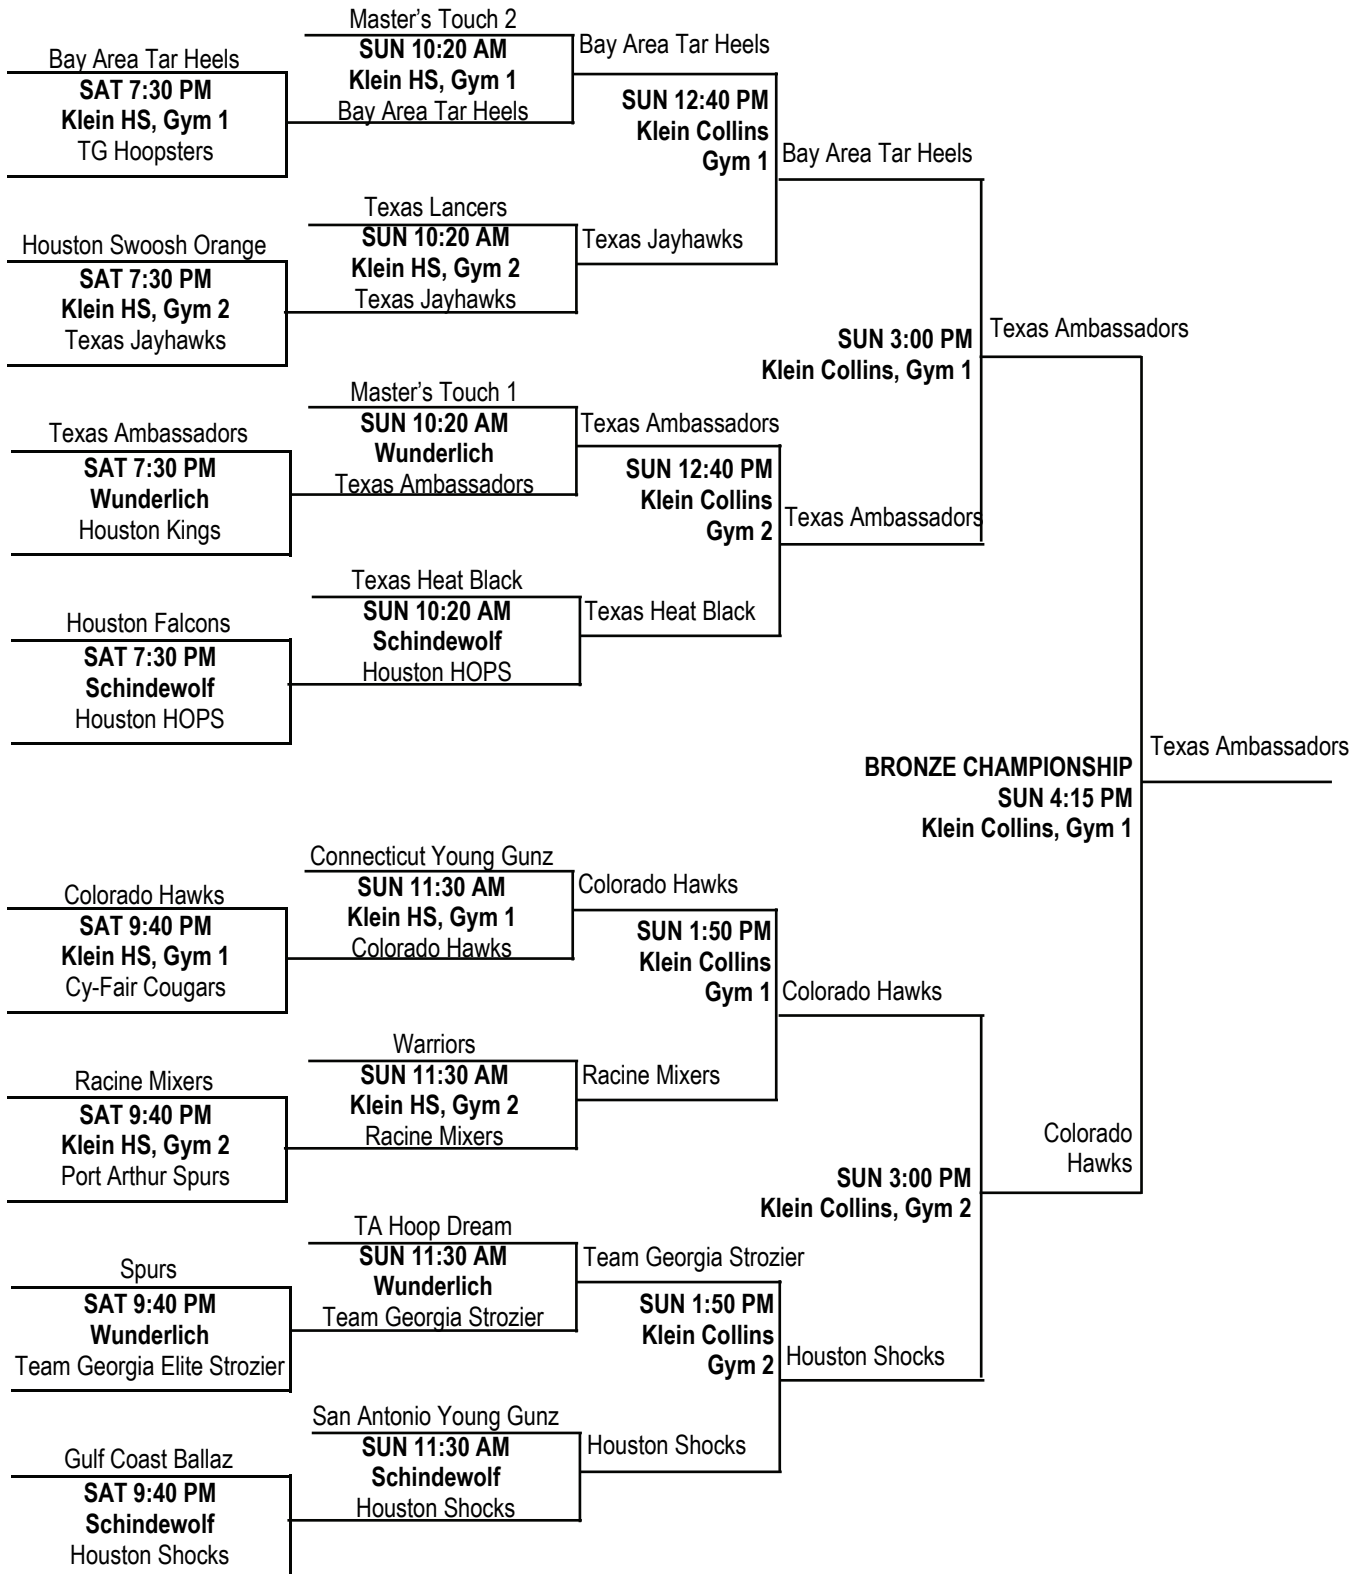 Master's Touch 2
SUN 10:20 AM
Klein HS, Gym 1
Bay Area Tar Heels
Bay Area Tar Heels
SAT 7:30 PM
Klein HS, Gym 1
TG Hoopsters
Bay Area Tar Heels
SUN 12:40 PM
Klein Collins
Gym 1
Bay Area Tar Heels
Texas Lancers
SUN 10:20 AM
Klein HS, Gym 2
Texas Jayhawks
Houston Swoosh Orange
SAT 7:30 PM
Klein HS, Gym 2
Texas Jayhawks
Texas Jayhawks
SUN 3:00 PM
Klein Collins, Gym 1
Texas Ambassadors
Master's Touch 1
SUN 10:20 AM
Wunderlich
Texas Ambassadors
Texas Ambassadors
SAT 7:30 PM
Wunderlich
Houston Kings
Texas Ambassadors
SUN 12:40 PM
Klein Collins
Gym 2
Texas Ambassadors
Texas Heat Black
SUN 10:20 AM
Schindewolf
Houston HOPS
Houston Falcons
SAT 7:30 PM
Schindewolf
Houston HOPS
Texas Heat Black
BRONZE CHAMPIONSHIP
SUN 4:15 PM
Klein Collins, Gym 1
Texas Ambassadors
Connecticut Young Gunz
SUN 11:30 AM
Klein HS, Gym 1
Colorado Hawks
Colorado Hawks
SAT 9:40 PM
Klein HS, Gym 1
Cy-Fair Cougars
Colorado Hawks
SUN 1:50 PM
Klein Collins
Gym 1
Colorado Hawks
Warriors
SUN 11:30 AM
Klein HS, Gym 2
Racine Mixers
Racine Mixers
SAT 9:40 PM
Klein HS, Gym 2
Port Arthur Spurs
Racine Mixers
SUN 3:00 PM
Klein Collins, Gym 2
Colorado
Hawks
TA Hoop Dream
SUN 11:30 AM
Wunderlich
Team Georgia Strozier
Spurs
SAT 9:40 PM
Wunderlich
Team Georgia Elite Strozier
Team Georgia Strozier
SUN 1:50 PM
Klein Collins
Gym 2
Houston Shocks
San Antonio Young Gunz
SUN 11:30 AM
Schindewolf
Houston Shocks
Gulf Coast Ballaz
SAT 9:40 PM
Schindewolf
Houston Shocks
Houston Shocks